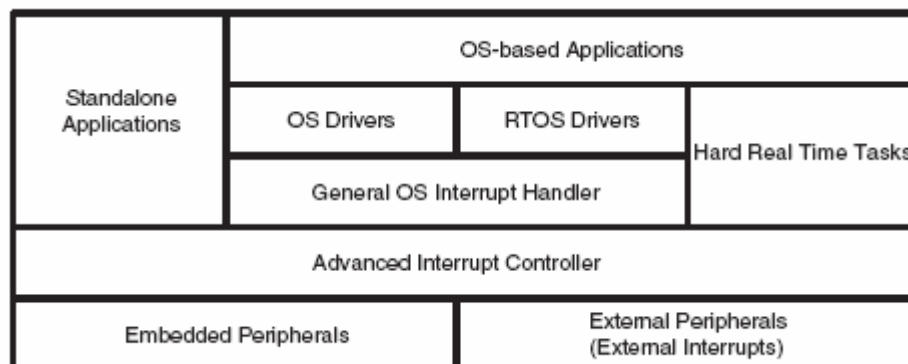 OS-based Applications
Standalone
Applications
OS Drivers
RTOS Drivers
Hard Real Time Tasks
General OS Interrupt Handler
Advanced Interrupt Controller
Embedded Peripherals
External Peripherals
(External Interrupts)